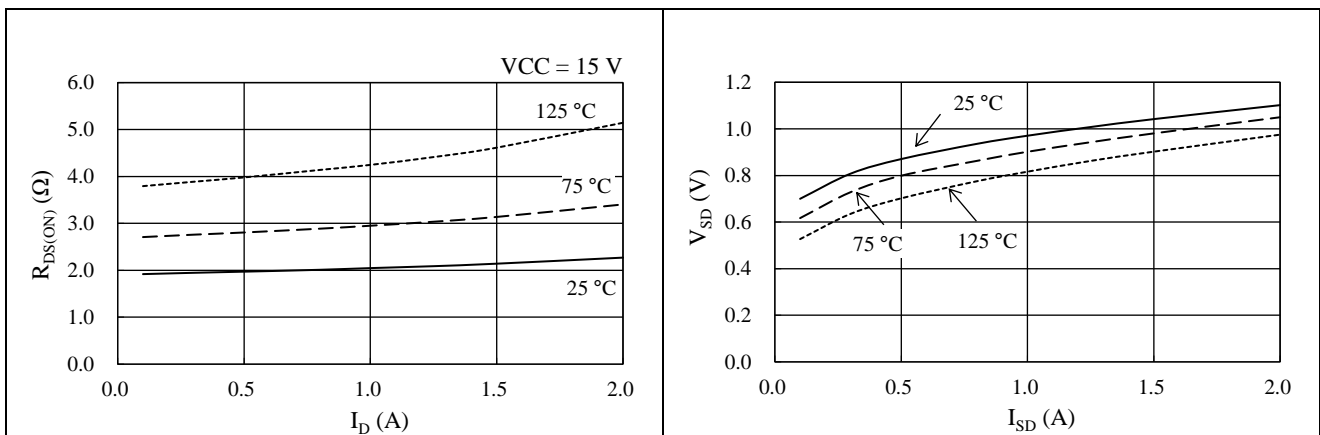 VCC = 15 V
R_DS(ON) (Ω)
6.0
5.0
4.0
3.0
2.0
1.0
0.0
125 °C
75 °C
25 °C
0.0 0.5 1.0 1.5 2.0
I_D (A)
V_SD (V)
1.2
1.0
0.8
0.6
0.4
0.2
0.0
25 °C
75 °C
125 °C
0.0 0.5 1.0 1.5 2.0
I_SD (A)